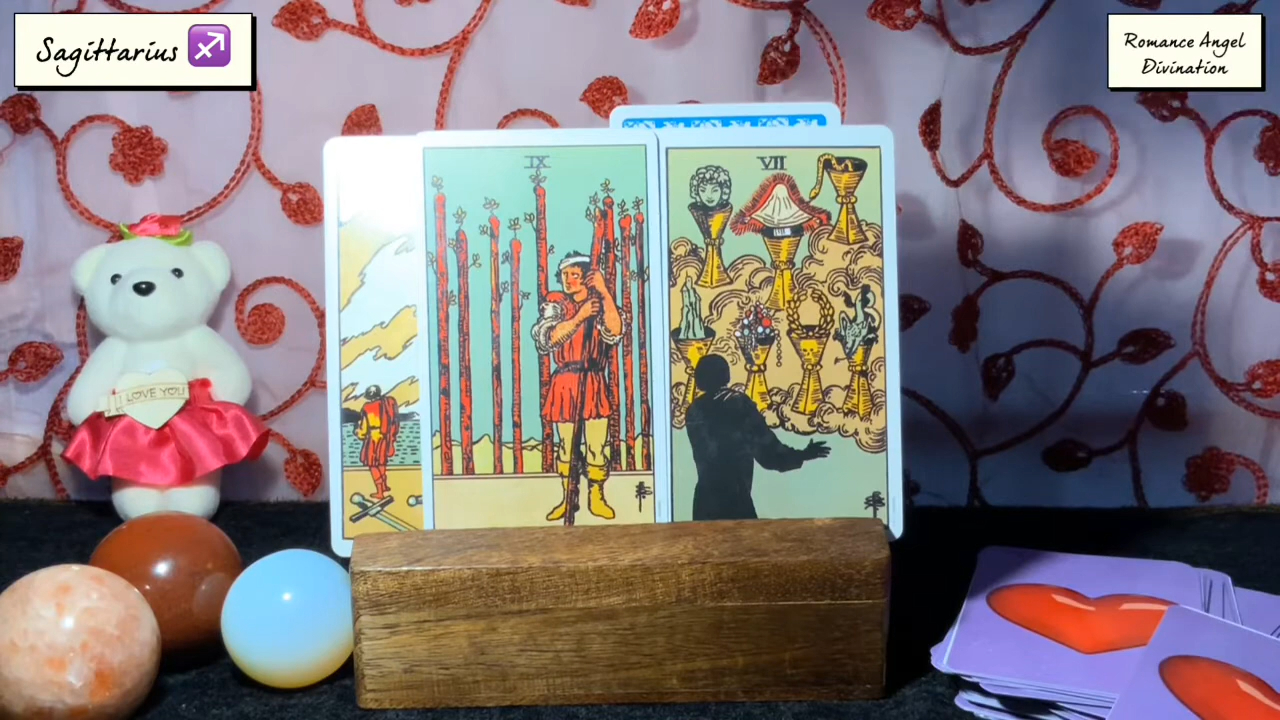 Sagittarius ♐
Romance Angel
Divination
IX
VII
I LOVE YOU